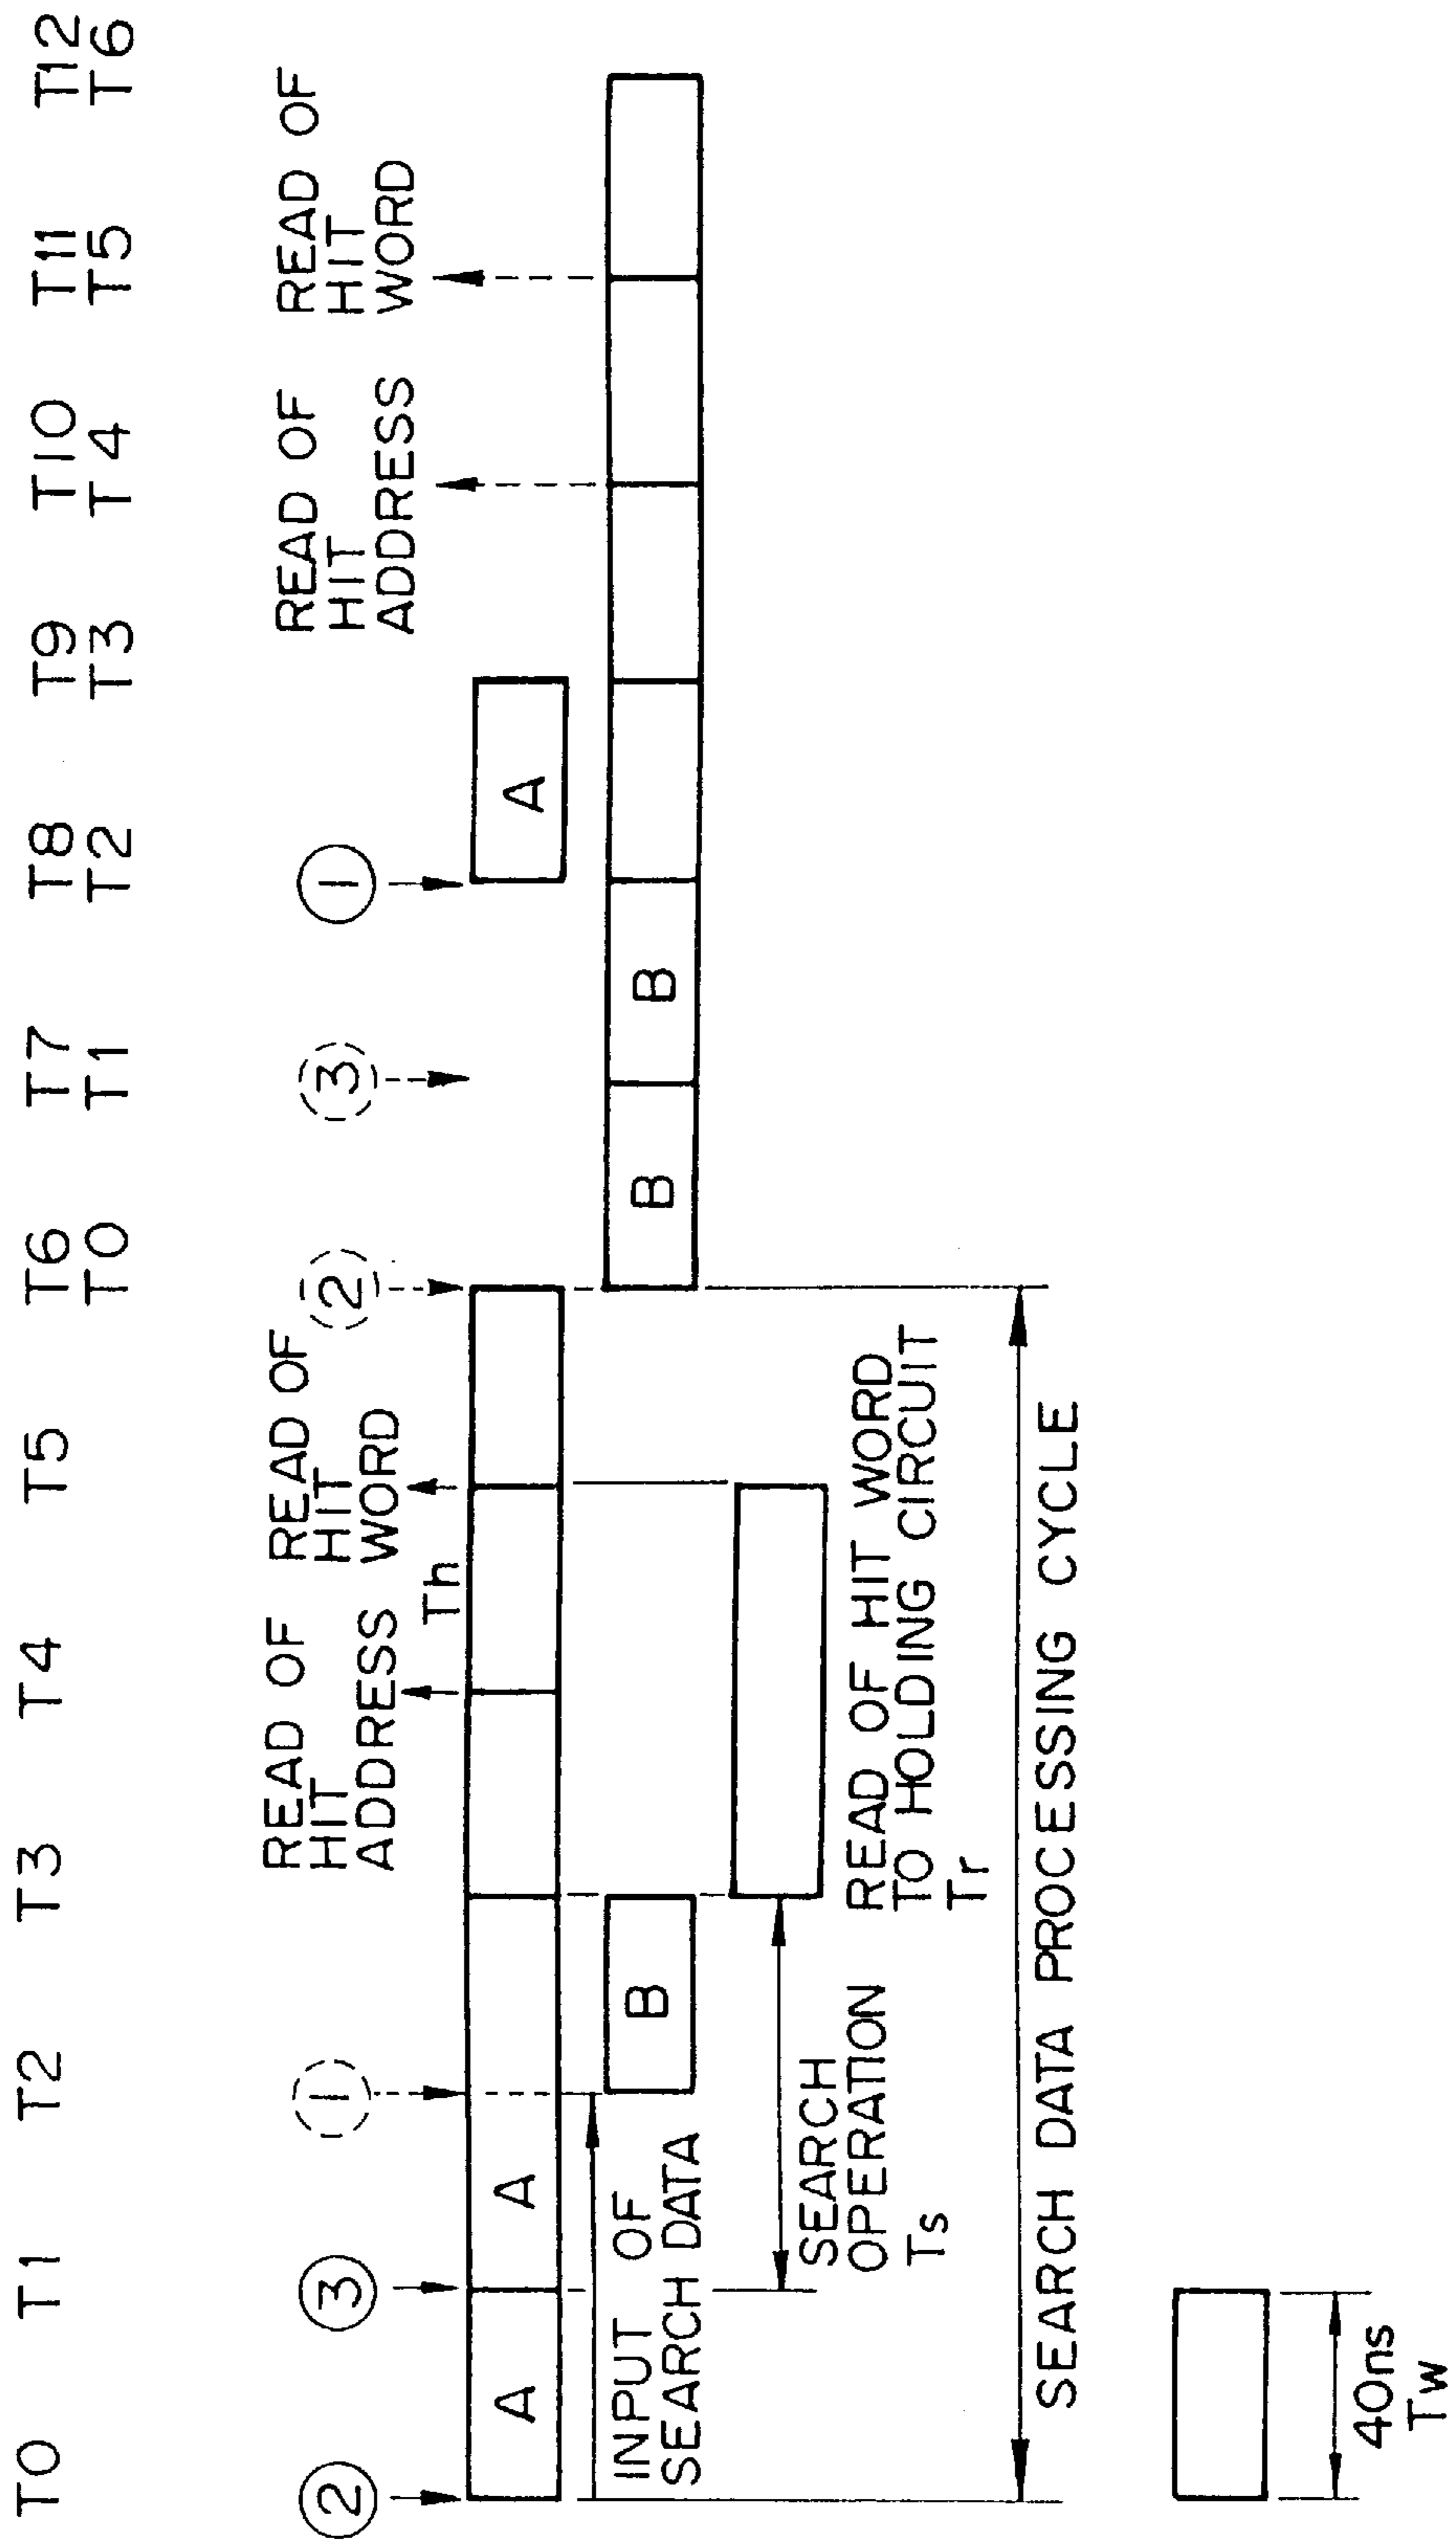 T0 T1 T2 T3 T4 T5 T6 T7 T8 T9 T10 T11 T12
T0 T1 T2 T3 T4 T5 T6
② ③ ① ② ③ ①
READ OF
HIT
ADDRESS
READ OF
HIT
WORD
READ OF
HIT
ADDRESS
READ OF
HIT
WORD
Th
A A A
INPUT OF
SEARCH DATA
B B B
SEARCH
OPERATION
Ts
READ OF HIT WORD
TO HOLDING CIRCUIT
Tr
SEARCH DATA PROCESSING CYCLE
40ns
Tw